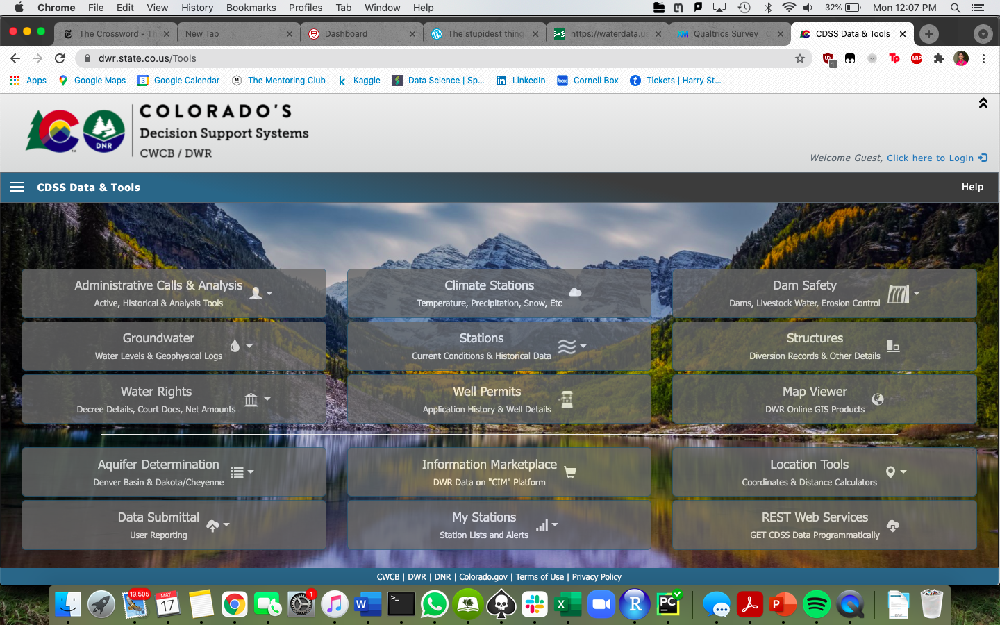 Chrome File Edit View History Bookmarks Profiles Tab Window Help 32% Mon 12:07 PM
The Crossword - Th New Tab Dashboard The stupidest thing https://waterdata.u Qualtrics Survey | C CDSS Data & Tools
dwr.state.co.us/Tools 1 ABP
Apps Google Maps Google Calendar The Mentoring Club Kaggle Data Science | Sp... LinkedIn Cornell Box Tickets | Harry St...
COLORADO'S
Decision Support Systems
CWCB / DWR
DNR
Welcome Guest, Click here to Login
CDSS Data & Tools Help
Administrative Calls & Analysis
Active, Historical & Analysis Tools
Climate Stations
Temperature, Precipitation, Snow, Etc
Dam Safety
Dams, Livestock Water, Erosion Control
Groundwater
Water Levels & Geophysical Logs
Stations
Current Conditions & Historical Data
Structures
Diversion Records & Other Details
Water Rights
Decree Details, Court Docs, Net Amounts
Well Permits
Application History & Well Details
Map Viewer
DWR Online GIS Products
Aquifer Determination
Denver Basin & Dakota/Cheyenne
Information Marketplace
DWR Data on "CIM" Platform
Location Tools
Coordinates & Distance Calculators
Data Submittal
User Reporting
My Stations
Station Lists and Alerts
REST Web Services
GET CDSS Data Programmatically
CWCB | DWR | DNR | Colorado.gov | Terms of Use | Privacy Policy
19,505 MAY 17 1 W >_ X R PC P